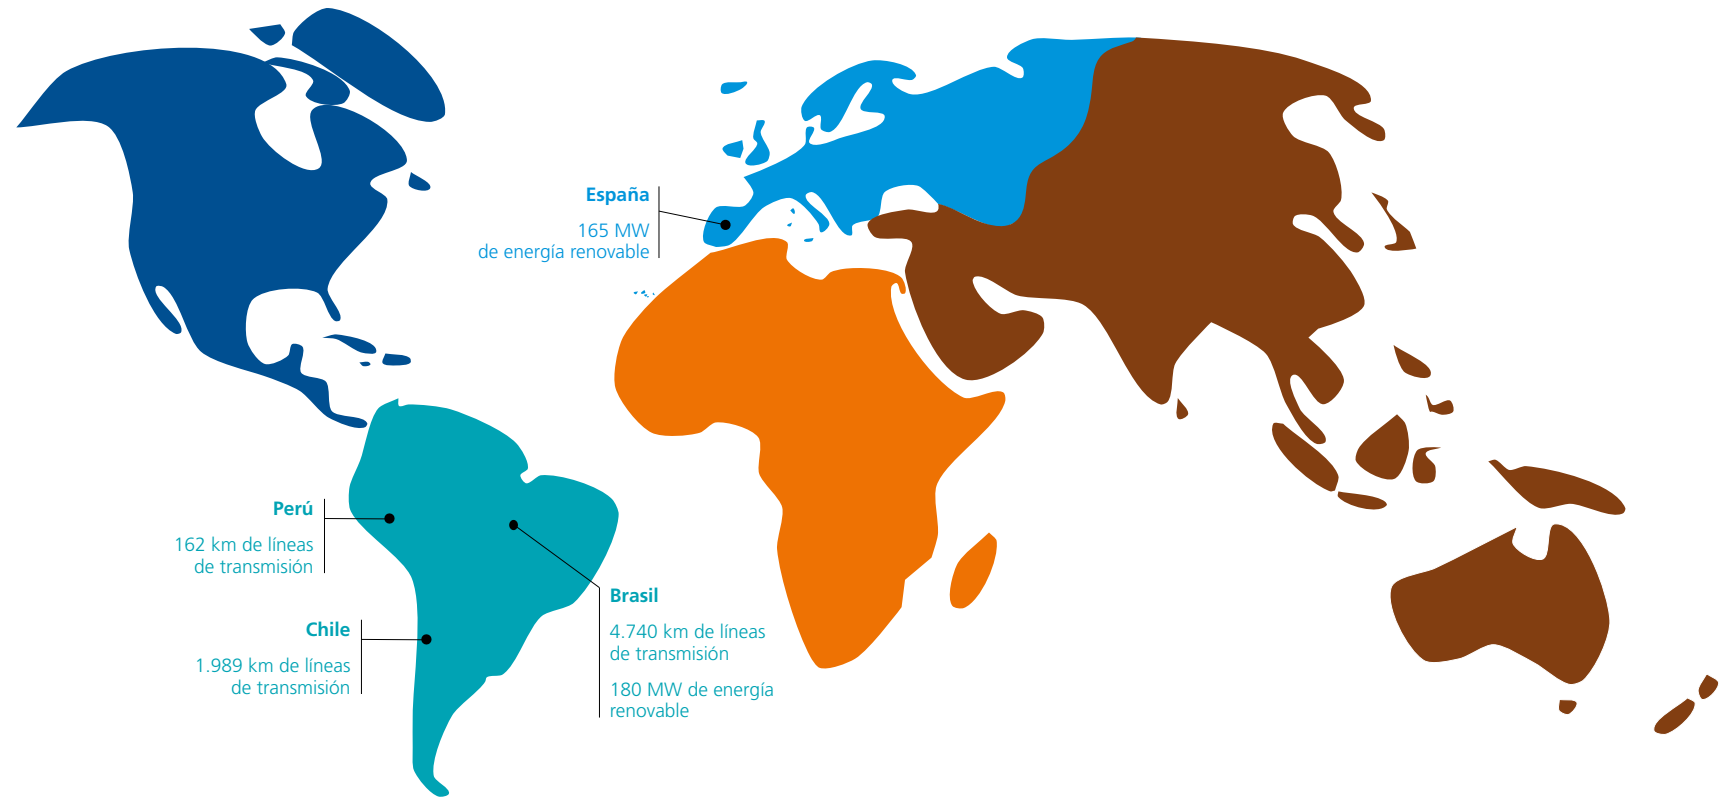 España
165 MW
de energía renovable
Perú
162 km de líneas
de transmisión
Chile
1.989 km de líneas
de transmisión
Brasil
4.740 km de líneas
de transmisión
180 MW de energía
renovable